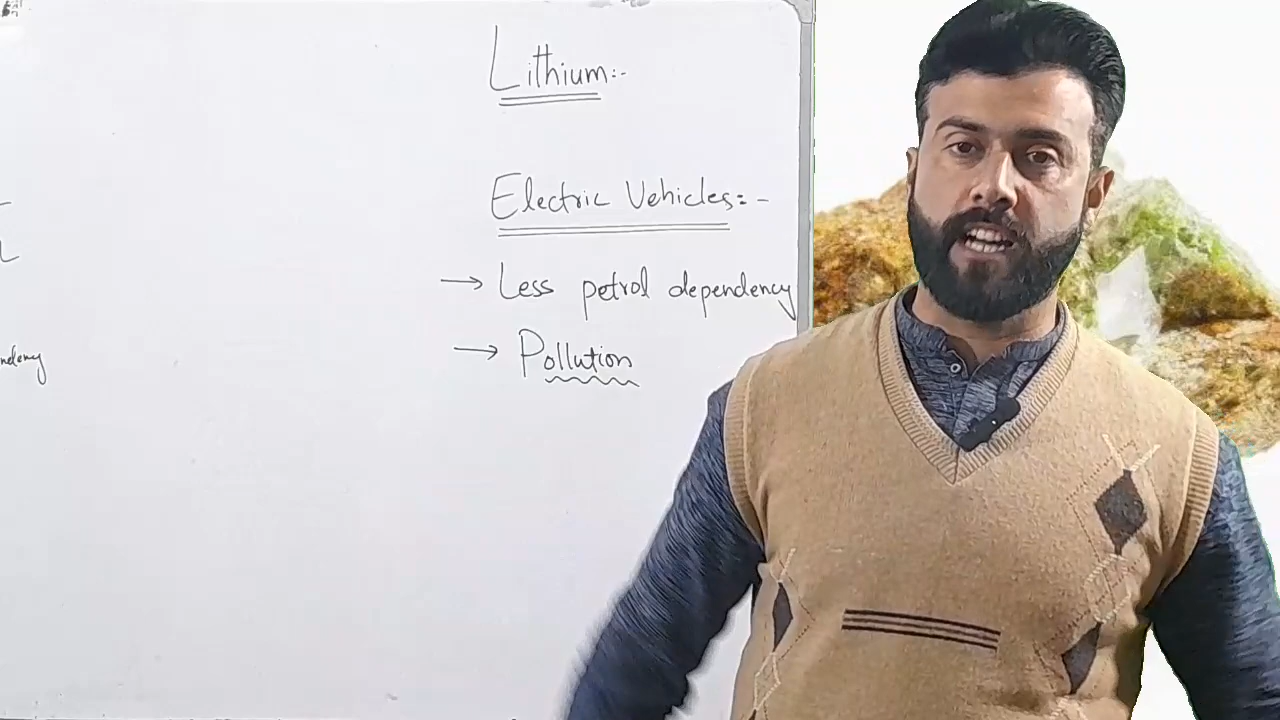 Lithium:-
Electric Vehicles:-
→ Less petrol dependency
→ Pollution